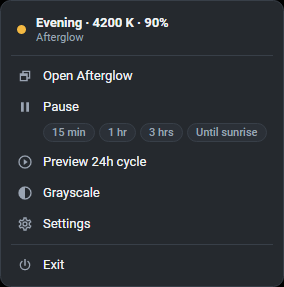 Evening · 4200 K · 90%
Afterglow
Open Afterglow
Pause
15 min 1 hr 3 hrs Until sunrise
Preview 24h cycle
Grayscale
Settings
Exit